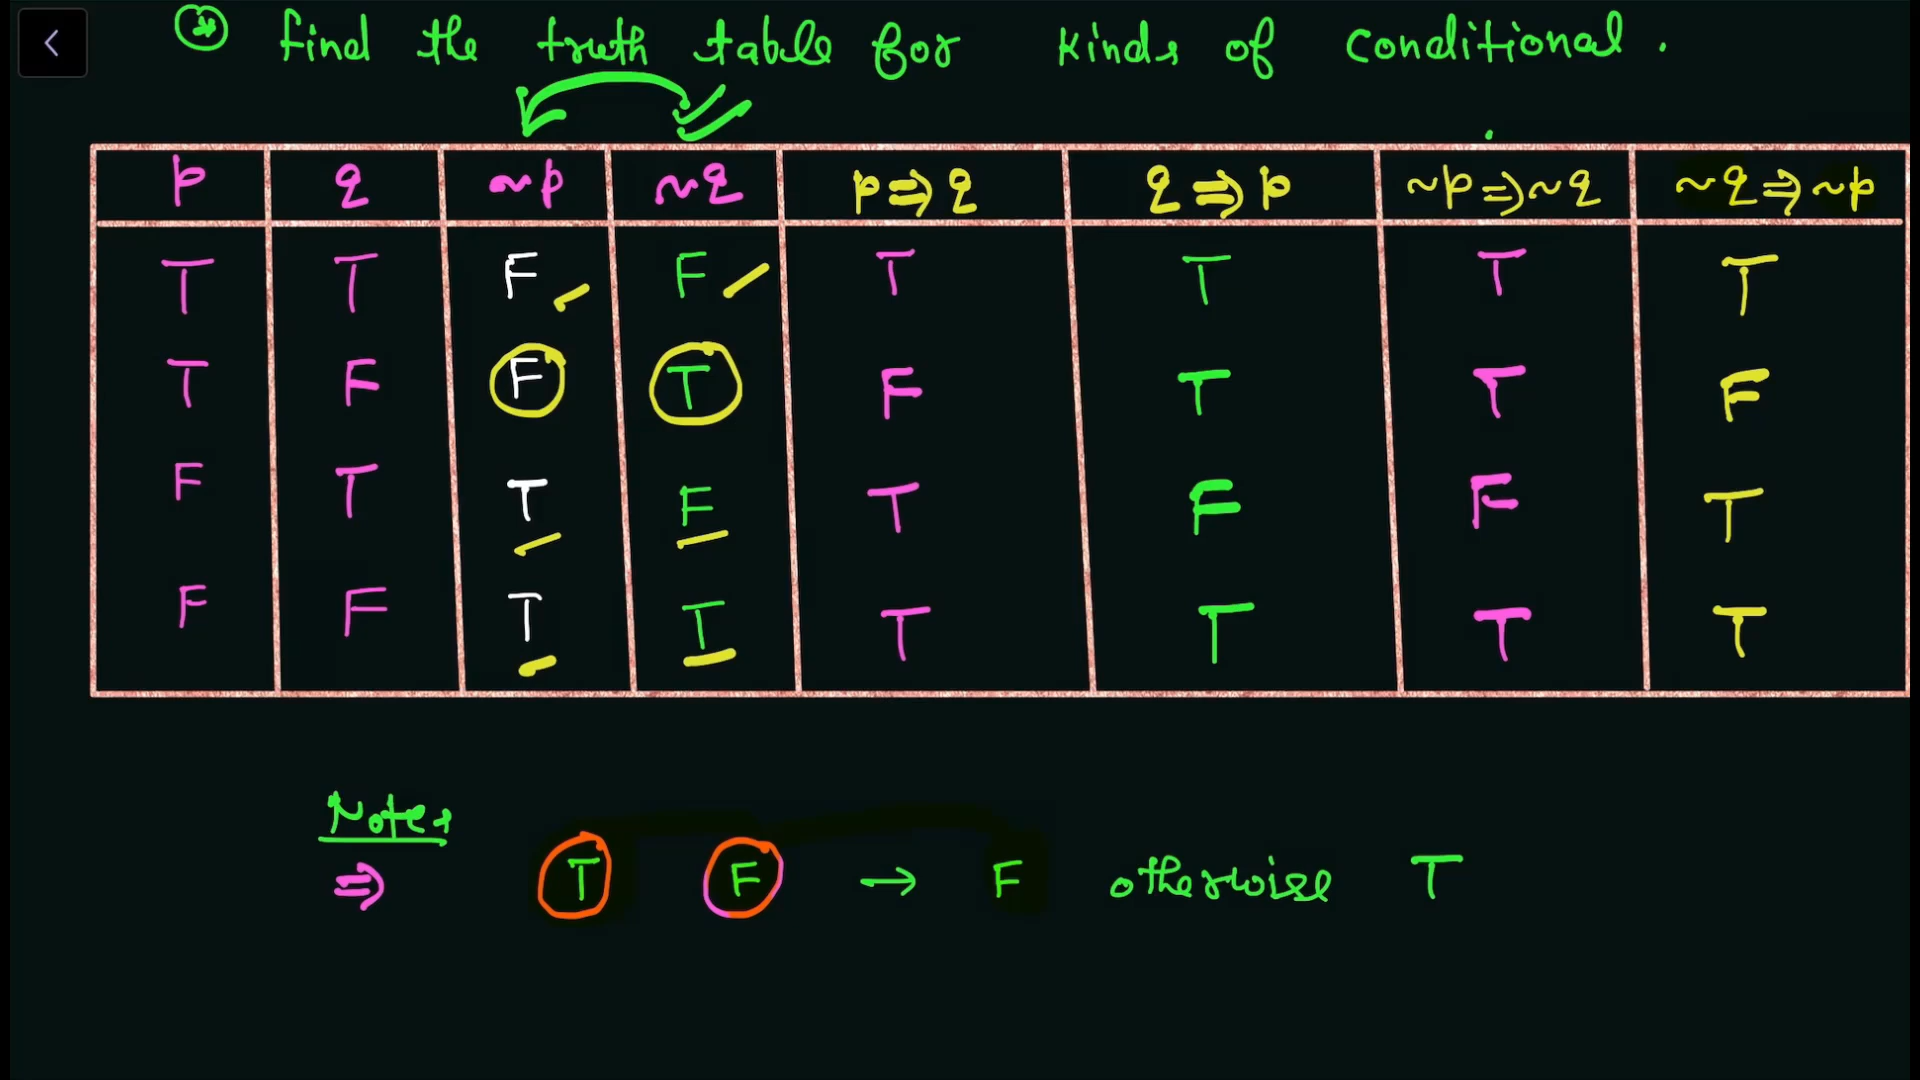 * find the truth table for kinds of conditional .
p q ~p ~q p⇒q q⇒p ~p⇒~q ~q⇒~p
T T F F T T T T
T F F T F T T F
F T T F T F F T
F F T T T T T T
Note:
⇒ T F → F otherwise T